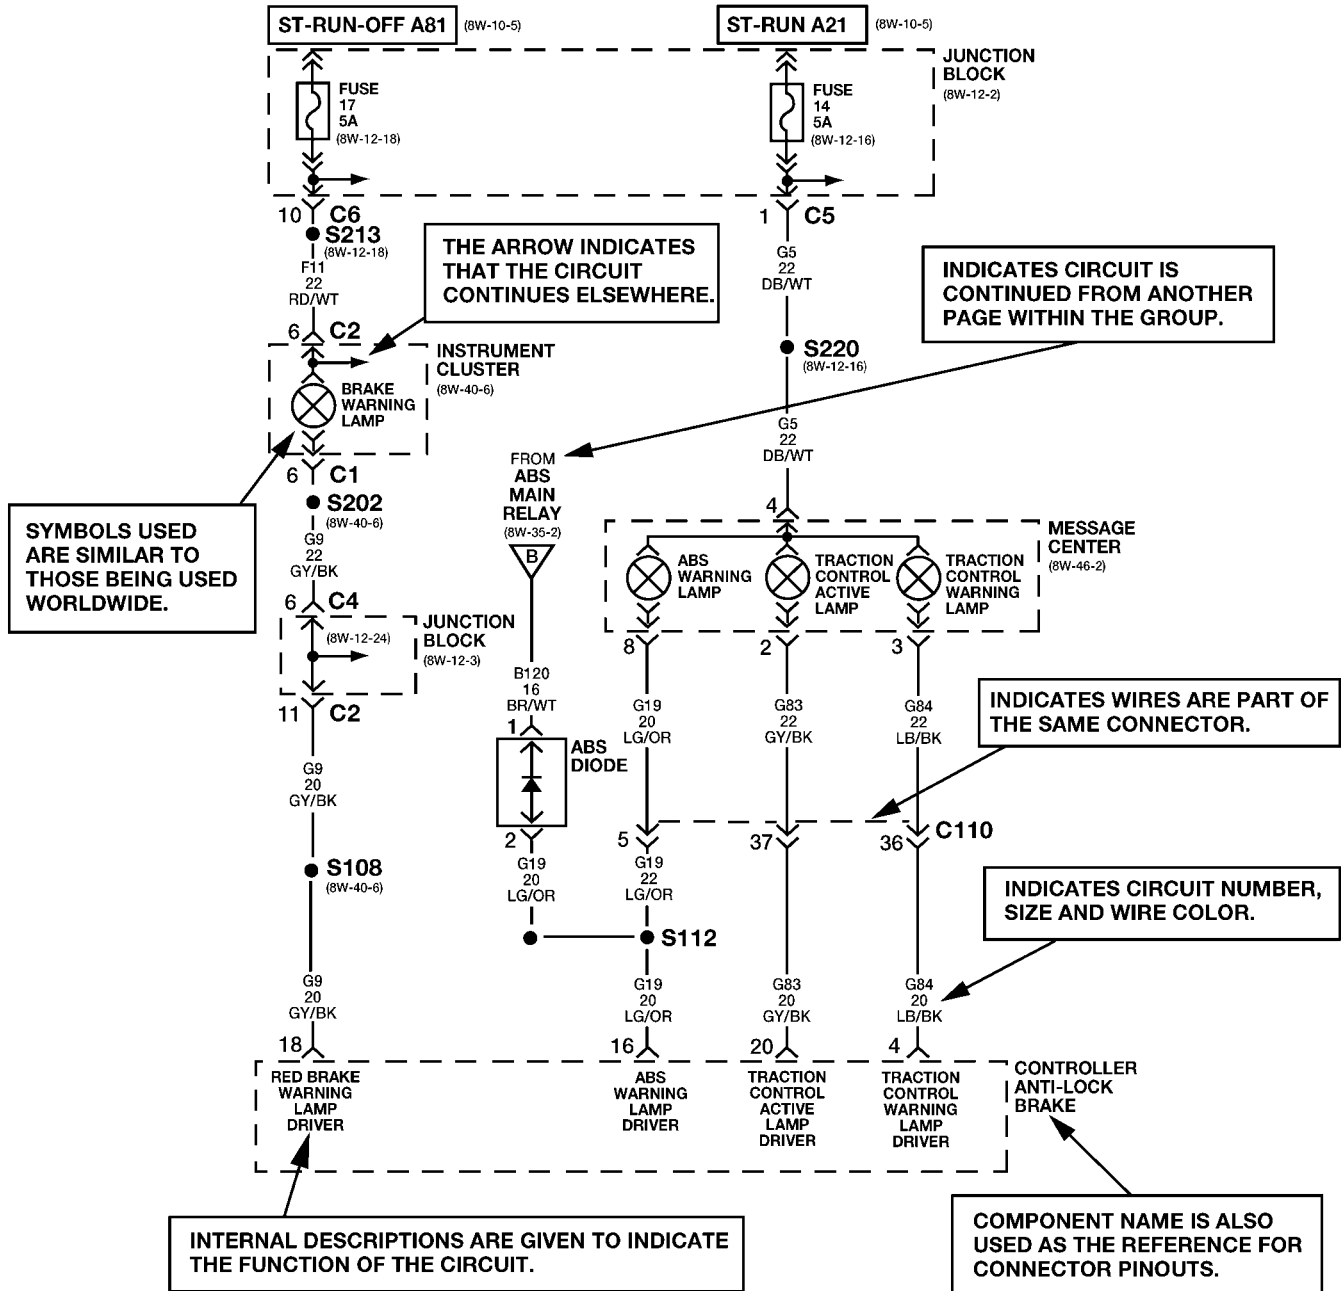 ST-RUN-OFF A81 (8W-10-5)
ST-RUN A21 (8W-10-5)
JUNCTION
BLOCK
(8W-12-2)
FUSE
17
5A
(8W-12-18)
FUSE
14
5A
(8W-12-16)
10 C6
S213
(8W-12-18)
F11
22
RD/WT
6 C2
1 C5
G5
22
DB/WT
S220
(8W-12-16)
G5
22
DB/WT
4
THE ARROW INDICATES
THAT THE CIRCUIT
CONTINUES ELSEWHERE.
INDICATES CIRCUIT IS
CONTINUED FROM ANOTHER
PAGE WITHIN THE GROUP.
INSTRUMENT
CLUSTER
(8W-40-6)
BRAKE
WARNING
LAMP
6 C1
S202
(8W-40-6)
G9
22
GY/BK
6 C4
SYMBOLS USED
ARE SIMILAR TO
THOSE BEING USED
WORLDWIDE.
(8W-12-24)
JUNCTION
BLOCK
(8W-12-3)
11 C2
G9
20
GY/BK
S108
(8W-40-6)
G9
20
GY/BK
18
FROM
ABS
MAIN
RELAY
(8W-35-2)
B
B120
16
BR/WT
1
ABS
DIODE
2
G19
20
LG/OR
MESSAGE
CENTER
(8W-46-2)
ABS
WARNING
LAMP
TRACTION
CONTROL
ACTIVE
LAMP
TRACTION
CONTROL
WARNING
LAMP
8
2
3
G19
20
LG/OR
G83
22
GY/BK
G84
22
LB/BK
INDICATES WIRES ARE PART OF
THE SAME CONNECTOR.
5
37
36 C110
G19
22
LG/OR
S112
INDICATES CIRCUIT NUMBER,
SIZE AND WIRE COLOR.
G19
20
LG/OR
G83
20
GY/BK
G84
20
LB/BK
16
20
4
RED BRAKE
WARNING
LAMP
DRIVER
ABS
WARNING
LAMP
DRIVER
TRACTION
CONTROL
ACTIVE
LAMP
DRIVER
TRACTION
CONTROL
WARNING
LAMP
DRIVER
CONTROLLER
ANTI-LOCK
BRAKE
INTERNAL DESCRIPTIONS ARE GIVEN TO INDICATE
THE FUNCTION OF THE CIRCUIT.
COMPONENT NAME IS ALSO
USED AS THE REFERENCE FOR
CONNECTOR PINOUTS.